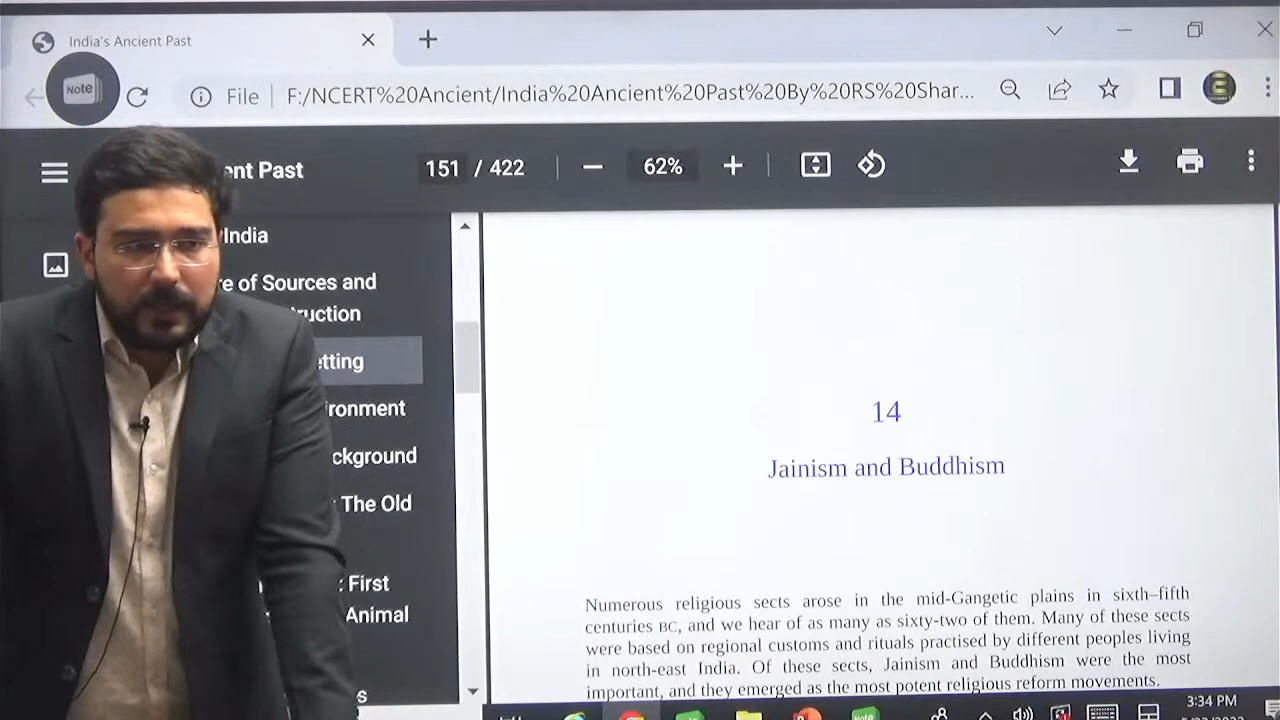 India's Ancient Past
Note
File
F:/NCERT%20Ancient/India%20Ancient%20Past%20By%20RS%20Shar...
ent Past
151 / 422
62%
India
re of Sources and
ruction
etting
ironment
ckground
The Old
: First
Animal
s
14
Jainism and Buddhism
Numerous religious sects arose in the mid-Gangetic plains in sixth–fifth
centuries BC, and we hear of as many as sixty-two of them. Many of these sects
were based on regional customs and rituals practised by different peoples living
in north-east India. Of these sects, Jainism and Buddhism were the most
important, and they emerged as the most potent religious reform movements.
3:34 PM
Note